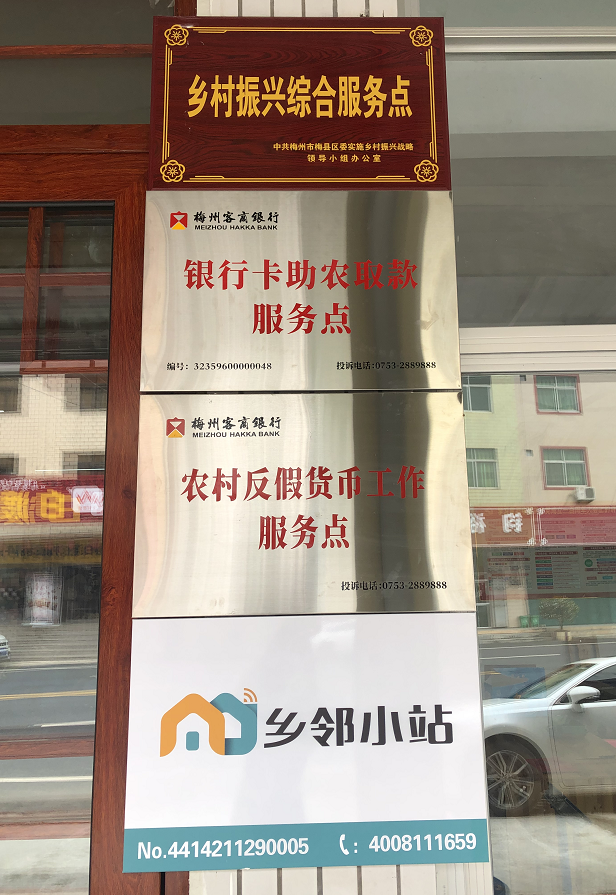 乡村振兴综合服务点
中共梅州市梅县区委实施乡村振兴战略
领导小组办公室
梅州客商银行
MEIZHOU HAKKA BANK
银行卡助农取款
服务点
编号：32359600000048 投诉电话:0753-2889888
梅州客商银行
MEIZHOU HAKKA BANK
农村反假货币工作
服务点
投诉电话:0753-2889888
乡邻小站
No.4414211290005 : 4008111659